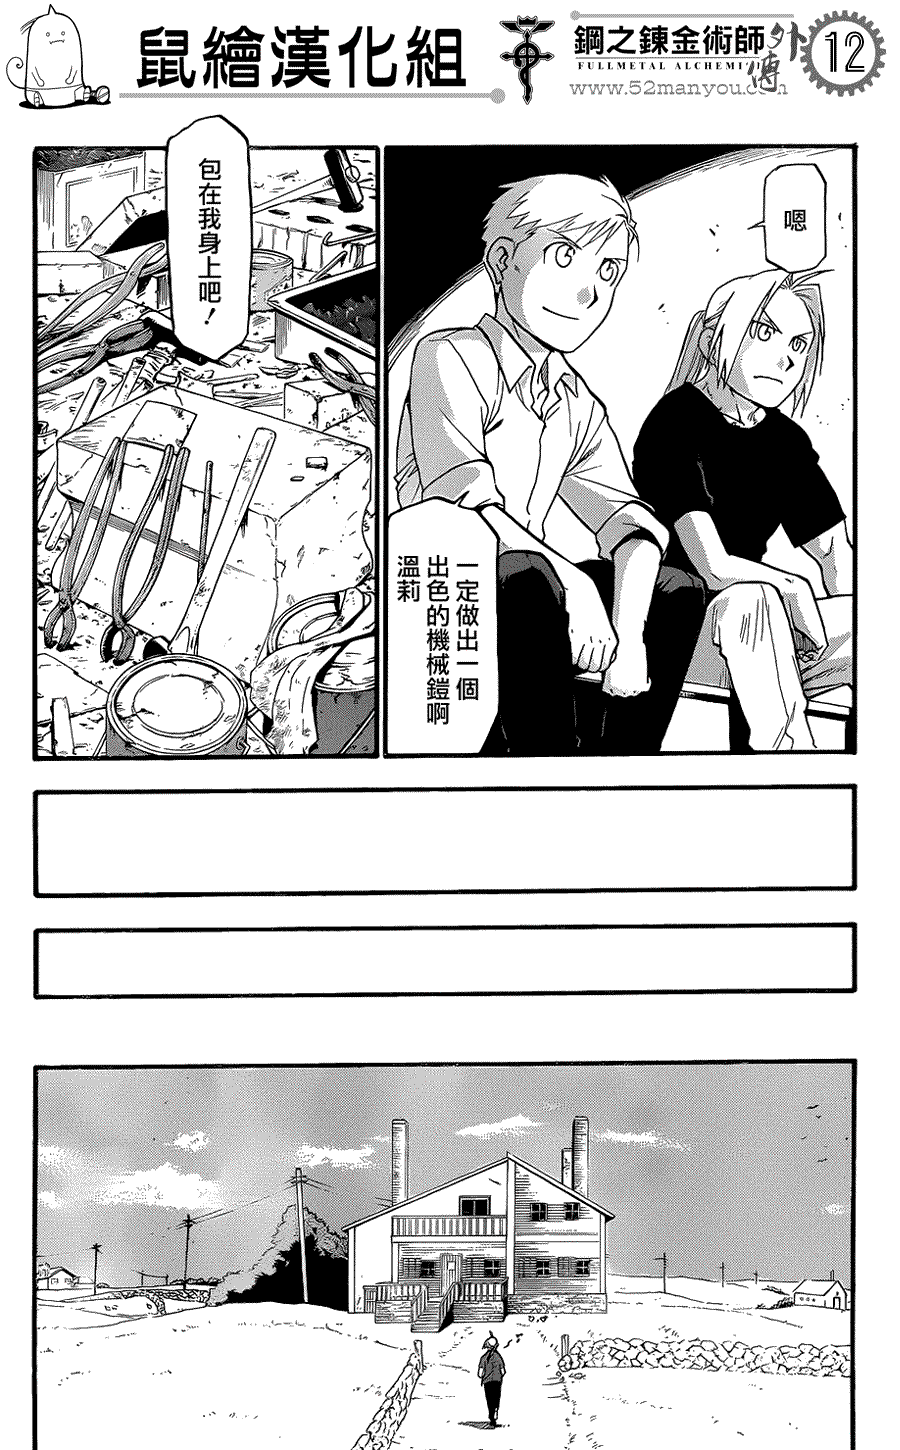 鼠繪漢化組
鋼之鍊金術師
外傳
FULLMETAL ALCHEMIST
www.52manyou.com
12
嗯
一定做出一個
出色的機械鎧啊
溫莉
包在我身上吧！